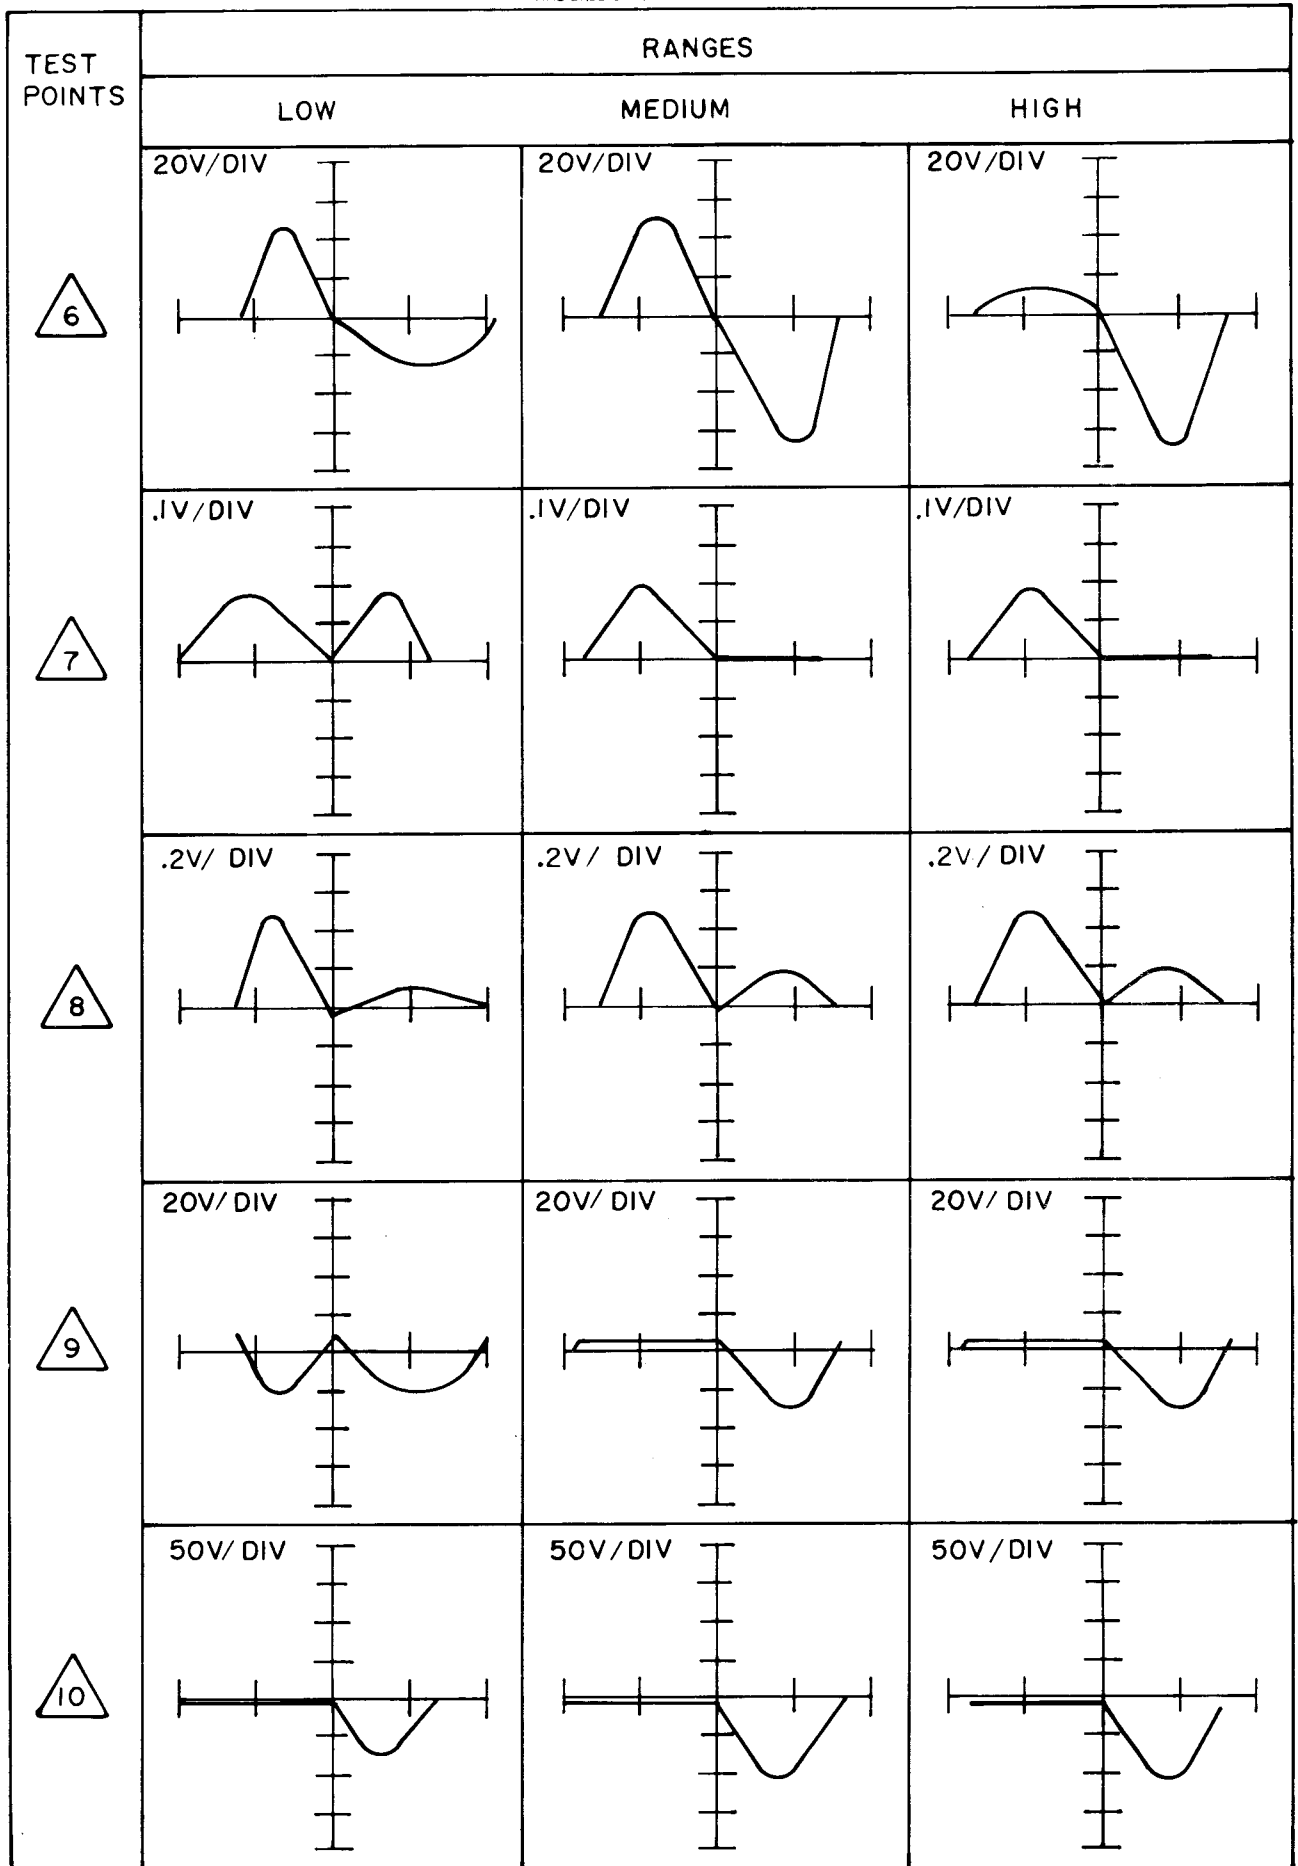 TEST
POINTS
RANGES
LOW MEDIUM HIGH
20V/DIV 20V/DIV 20V/DIV
6
.1V/DIV .1V/DIV .1V/DIV
7
.2V/ DIV .2V/ DIV .2V/ DIV
8
20V/ DIV 20V/ DIV 20V/ DIV
9
50V/ DIV 50V/ DIV 50V/ DIV
10